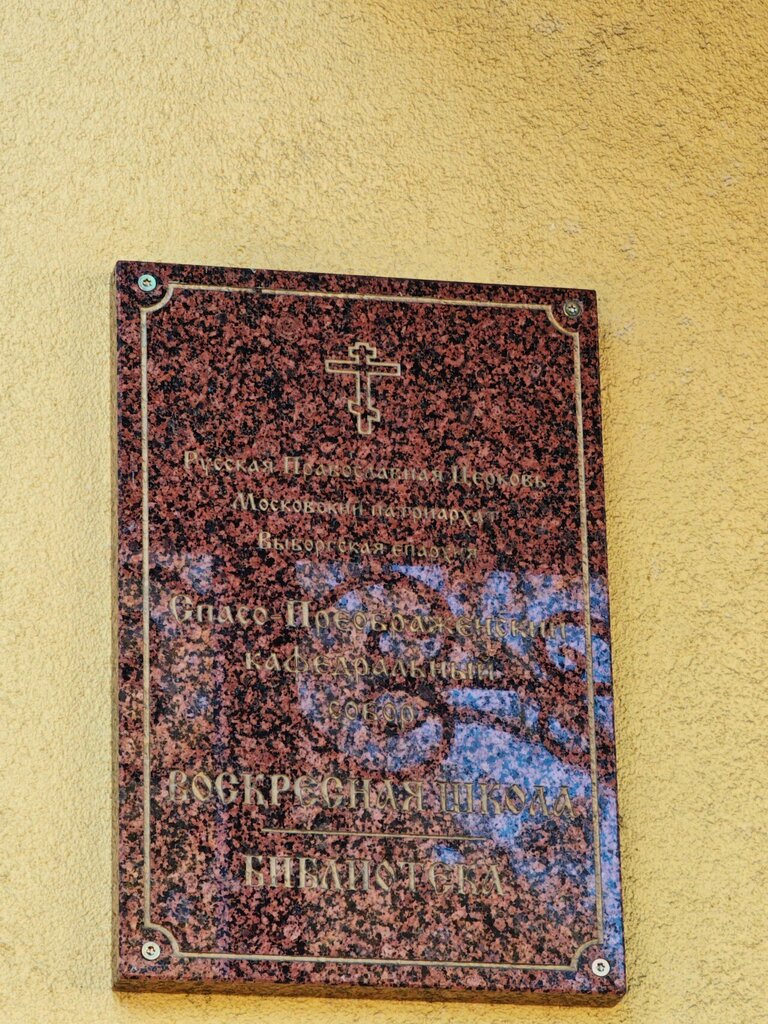 Русская Православная Церковь
Московский патриархат
Выборгская епархия
Спасо-Преображенский
кафедральный
собор
ВОСКРЕСНАЯ ШКОЛА
БИБЛИОТЕКА